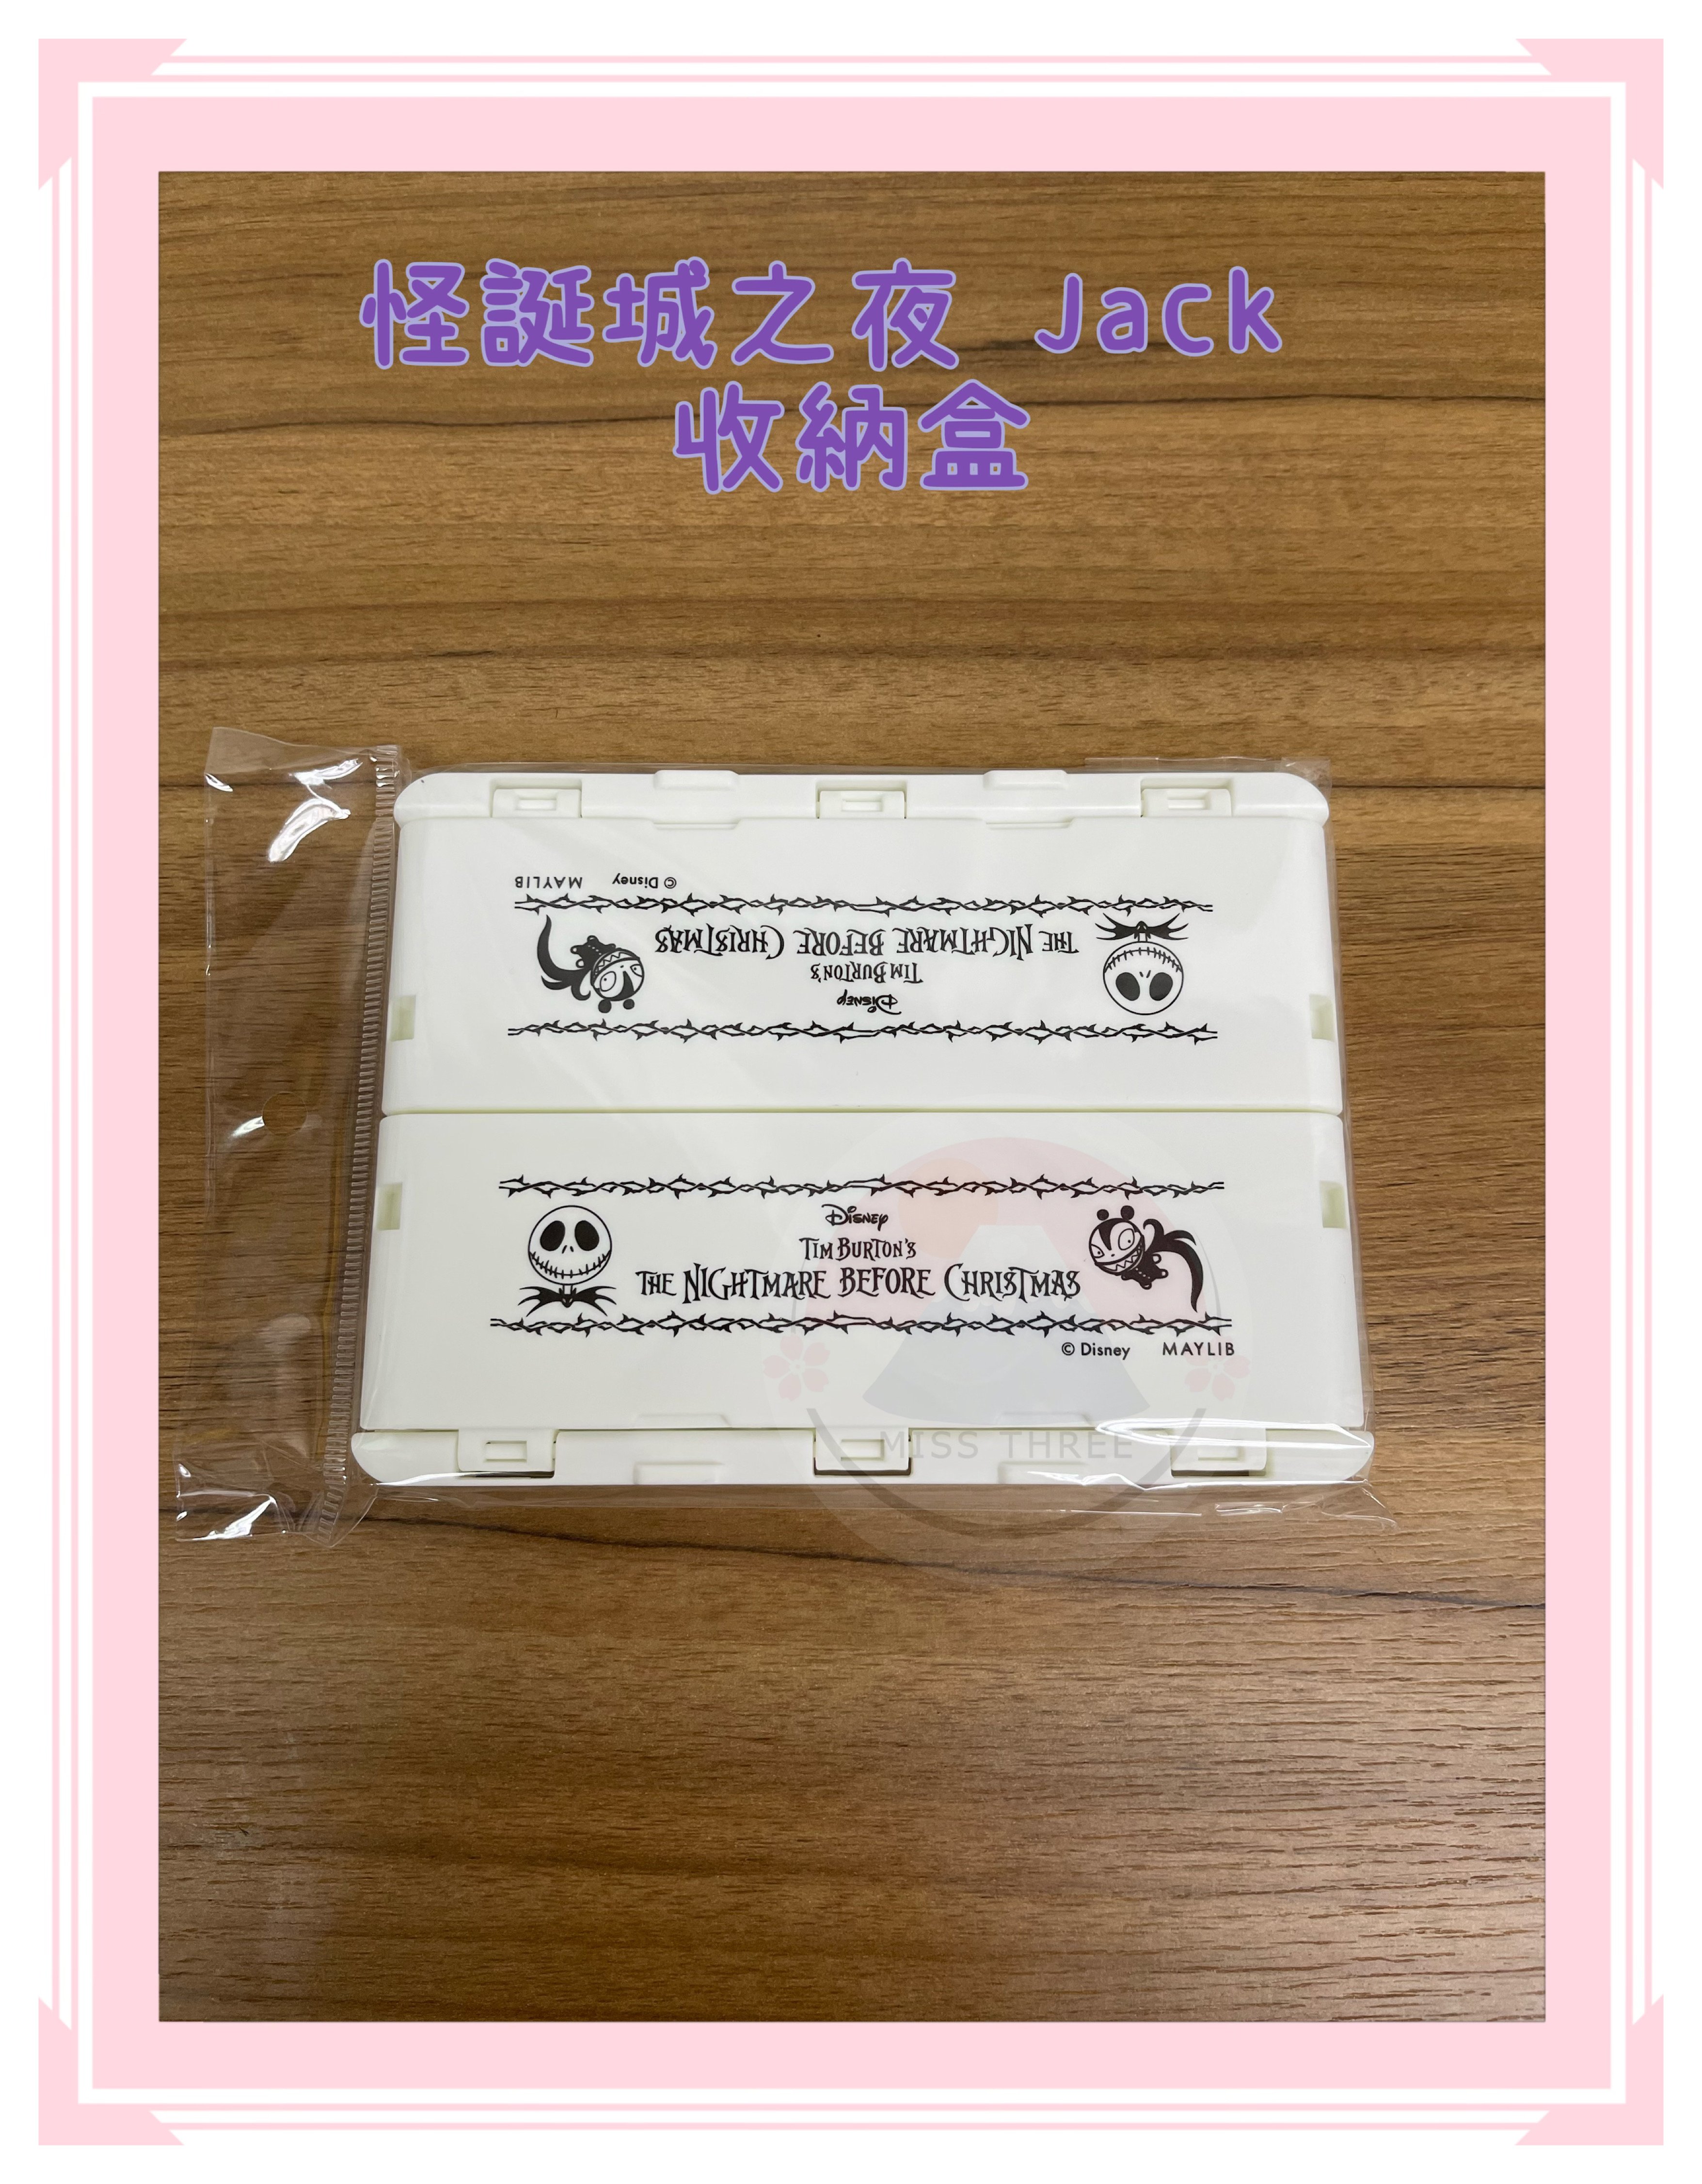 怪誕城之夜 Jack
收納盒
© Disney MAYLIB
THE NIGHTMARE BEFORE CHRISTMAS
TIM BURTON'S
Disney
Disney
TIM BURTON'S
THE NIGHTMARE BEFORE CHRISTMAS
© Disney MAYLIB
MISS THREE